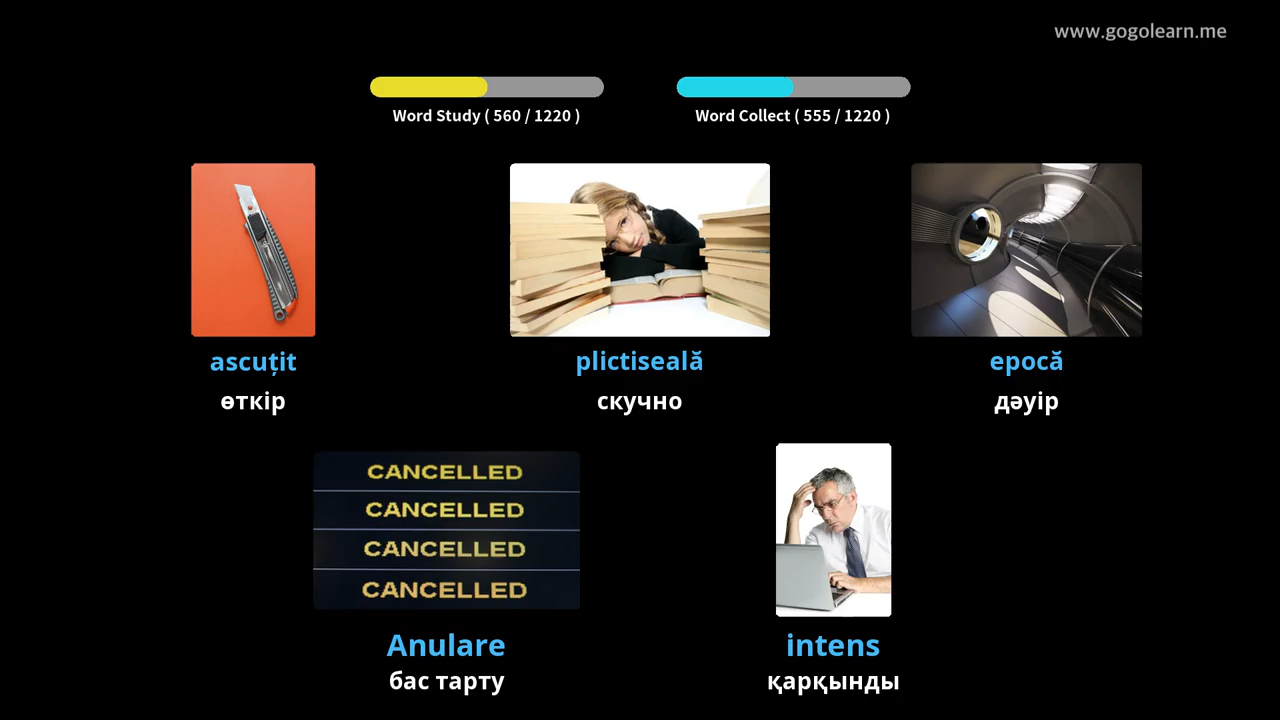 www.gogolearn.me
Word Study ( 560 / 1220 )
Word Collect ( 555 / 1220 )
ascuțit
өткір
plictiseală
скучно
epocă
дәуір
CANCELLED
CANCELLED
CANCELLED
CANCELLED
Anulare
бас тарту
intens
қарқынды